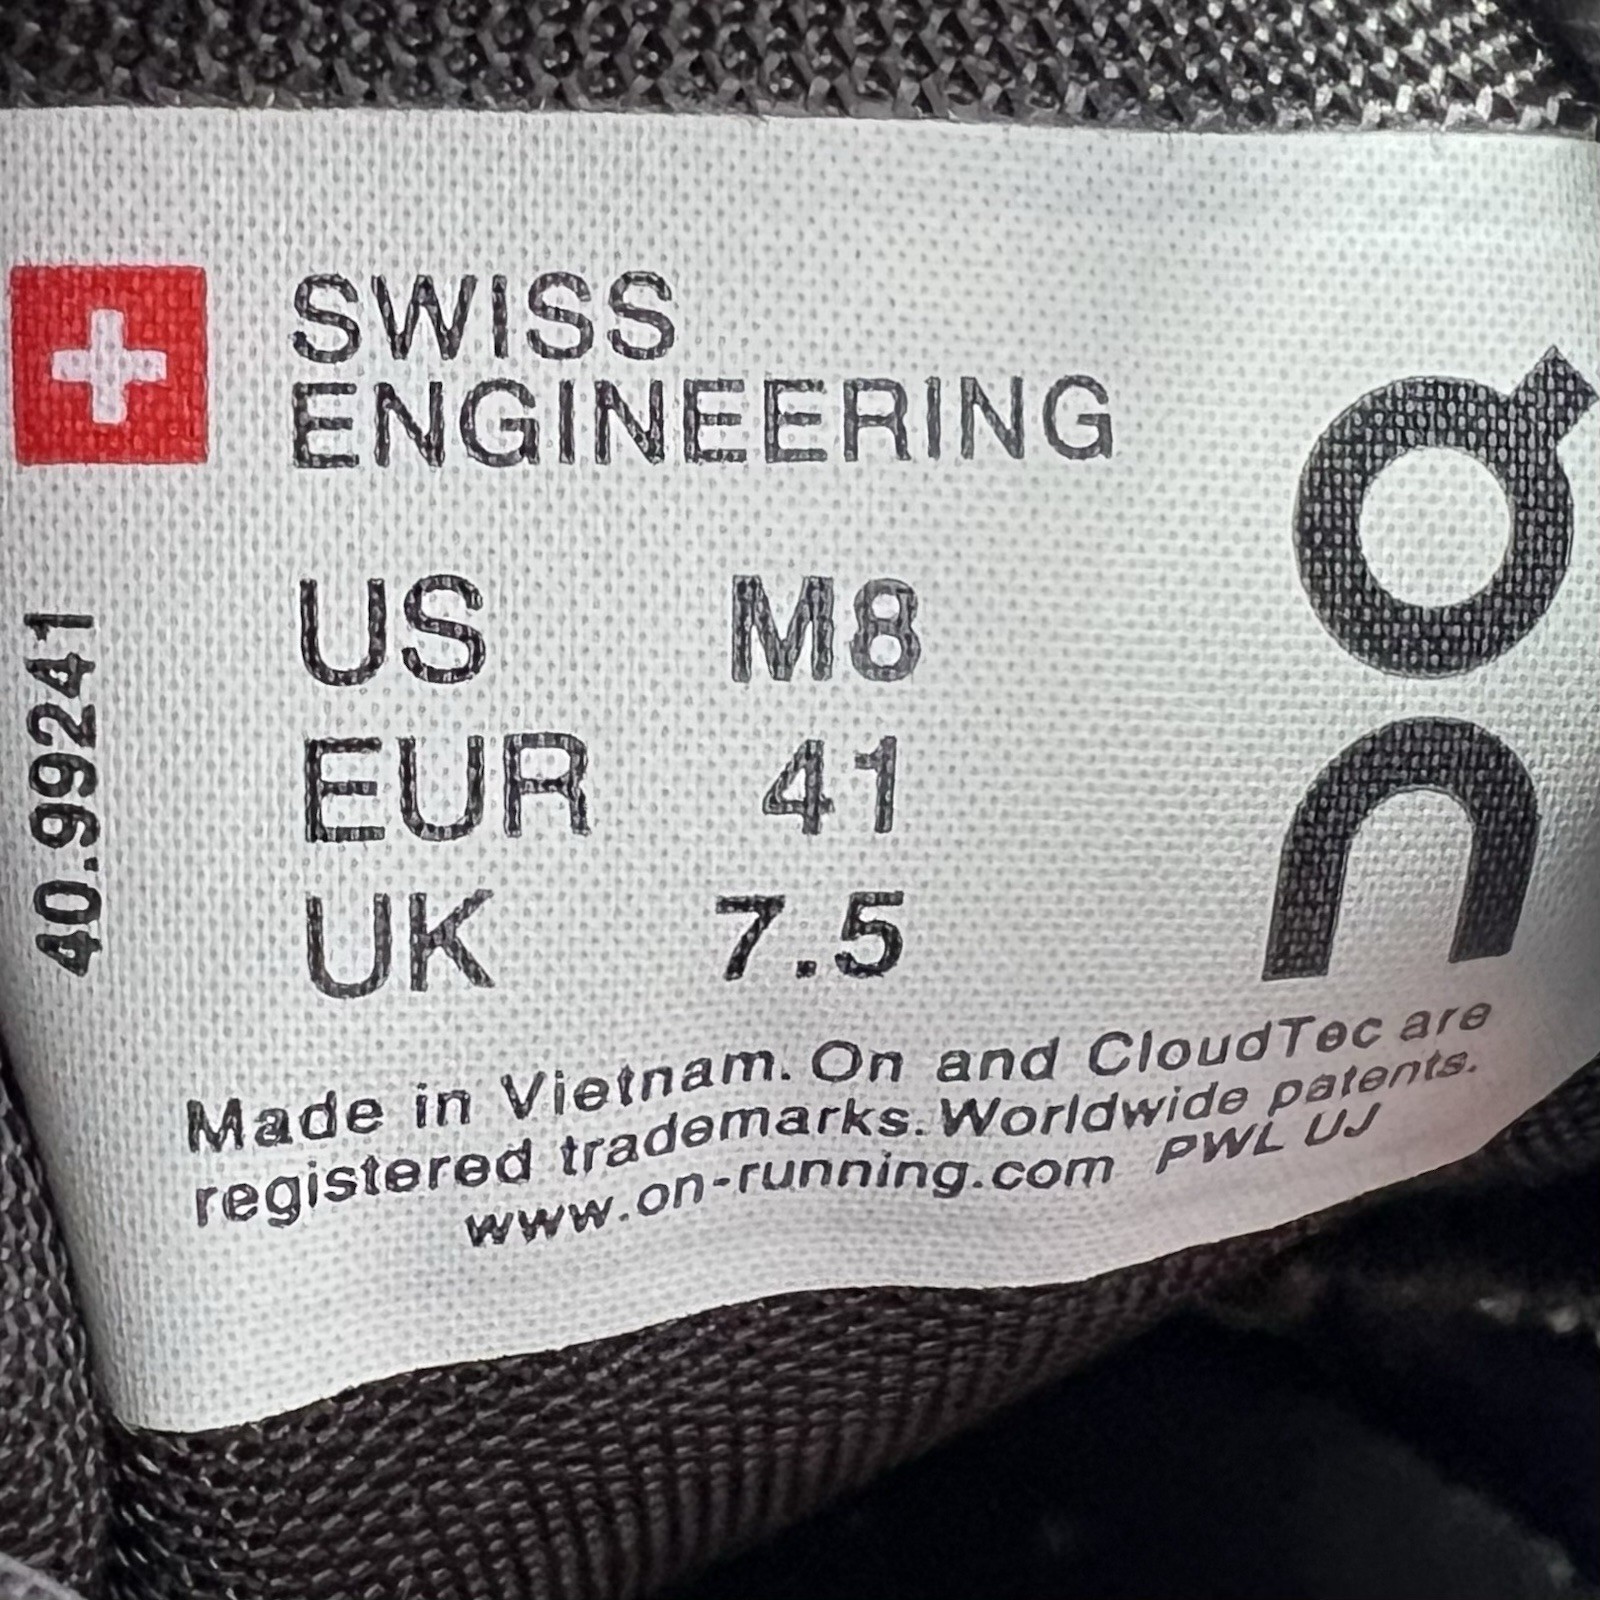 SWISS
ENGINEERING
US M8
EUR 41
UK 7.5
40.99241
on
Made in Vietnam. On and CloudTec are
registered trademarks. Worldwide patents.
www.on-running.com PWL UJ